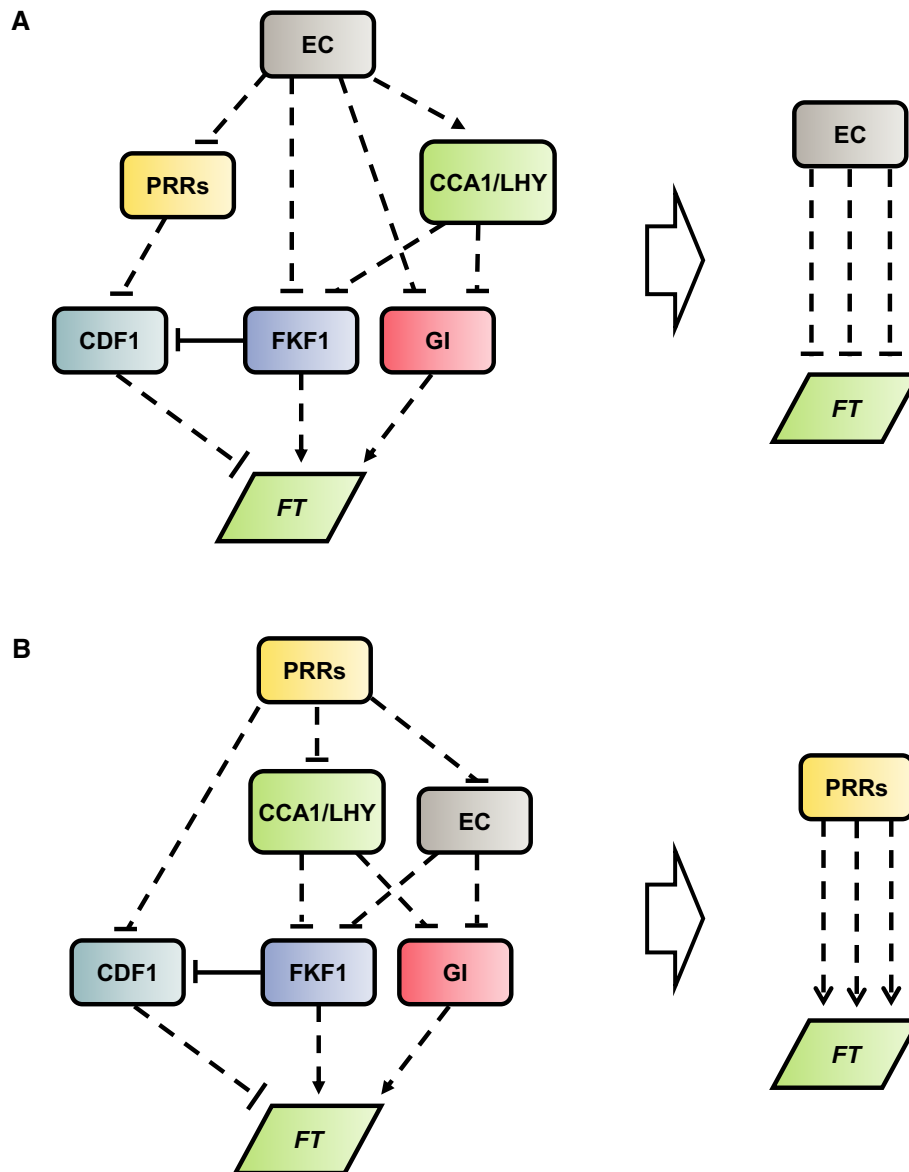 A
EC
EC
PRRs
CCA1/LHY
CDF1
FKF1
GI
FT
FT
B
PRRs
CCA1/LHY
EC
PRRs
CDF1
FKF1
GI
FT
FT